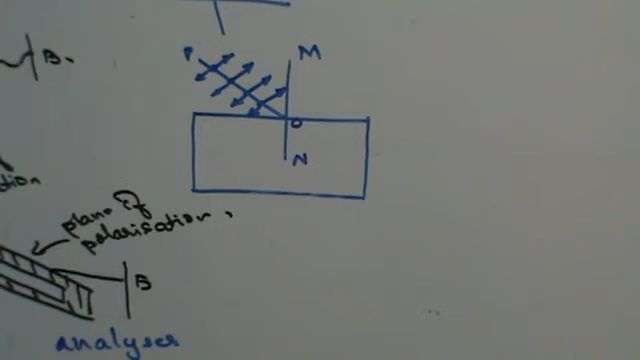 B.
P
M
O
N
plane of
polarisation.
B
analyser